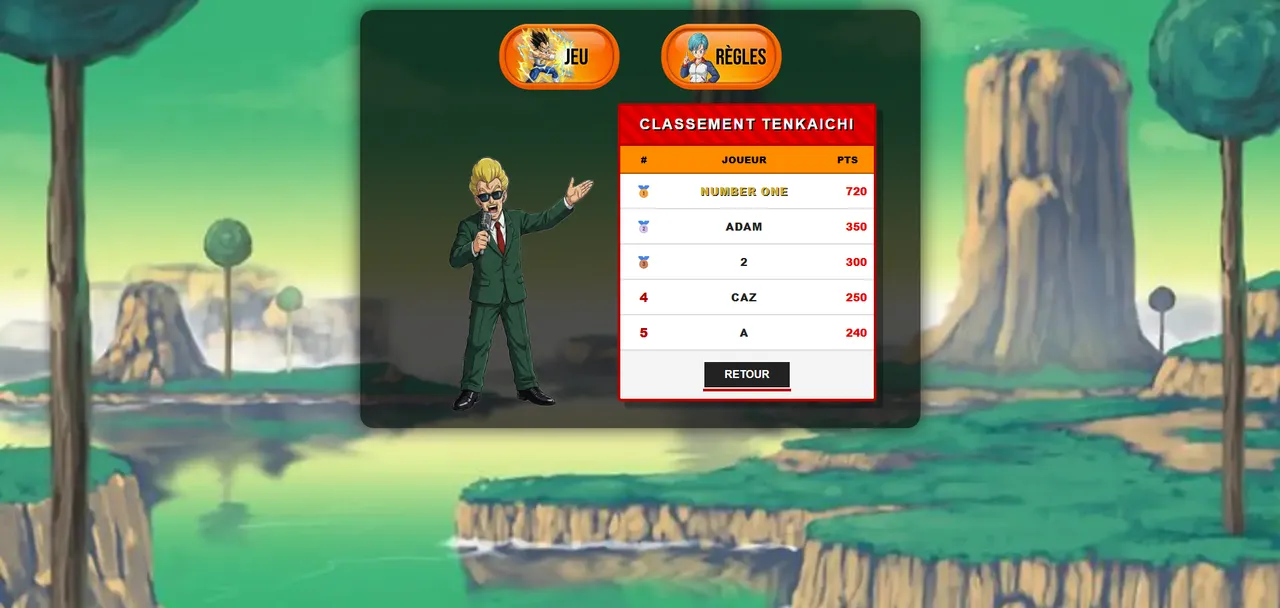 JEU
RÈGLES
CLASSEMENT TENKAICHI
# JOUEUR PTS
NUMBER ONE 720
ADAM 350
2 300
4 CAZ 250
5 A 240
RETOUR